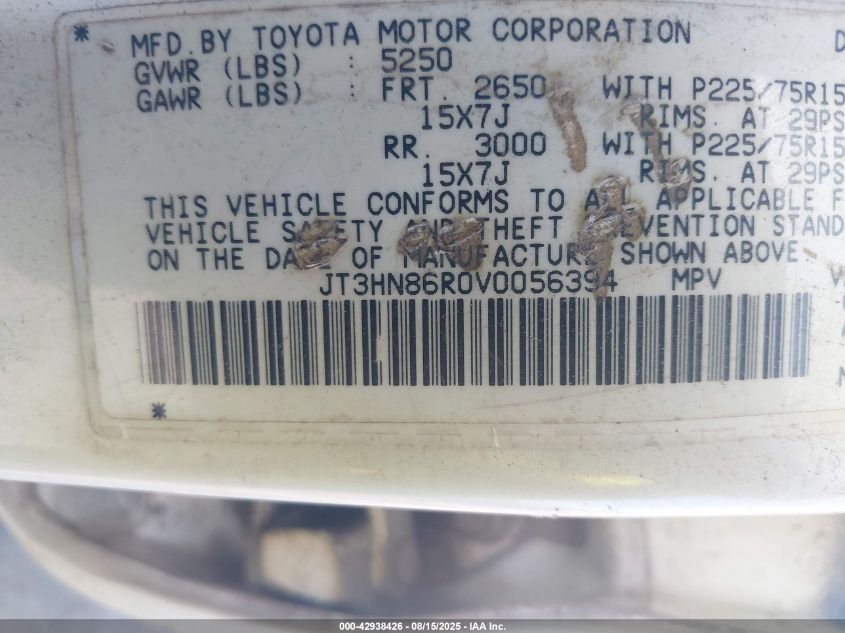 * MFD.BY TOYOTA MOTOR CORPORATION D
GVWR (LBS) : 5250
GAWR (LBS) : FRT. 2650 WITH P225/75R15
15X7J RIMS. AT 29PS
RR. 3000 WITH P225/75R15
15X7J RIMS. AT 29PS
THIS VEHICLE CONFORMS TO ALL APPLICABLE F
VEHICLE SAFETY AND THEFT PREVENTION STAND
ON THE DATE OF MANUFACTURE SHOWN ABOVE.
JT3HN86R0V0056394 MPV
*
000-42938426 - 08/15/2025 - IAA Inc.